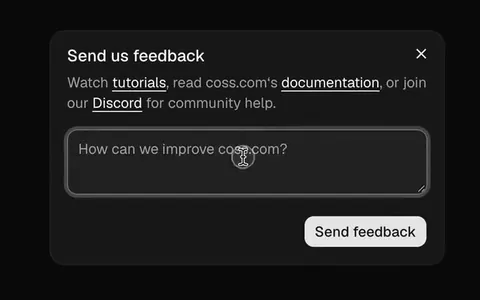 Send us feedback
Watch tutorials, read coss.com's documentation, or join
our Discord for community help.
How can we improve coss.com?
Send feedback